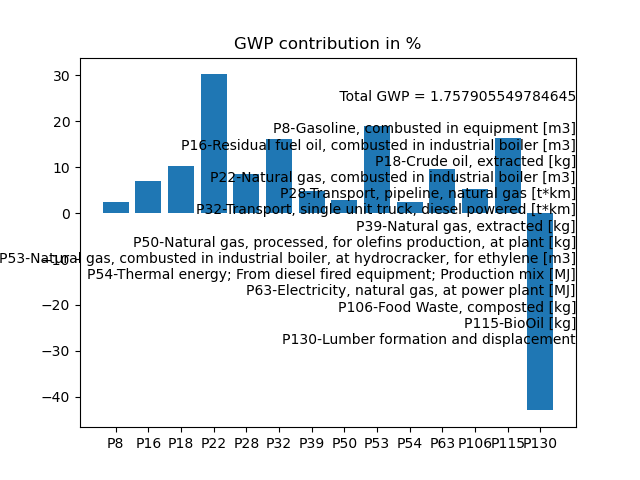 GWP contribution in %
Total GWP = 1.757905549784645
P8-Gasoline, combusted in equipment [m3]
P16-Residual fuel oil, combusted in industrial boiler [m3]
P18-Crude oil, extracted [kg]
P22-Natural gas, combusted in industrial boiler [m3]
P28-Transport, pipeline, natural gas [t*km]
P32-Transport, single unit truck, diesel powered [t*km]
P39-Natural gas, extracted [kg]
P50-Natural gas, processed, for olefins production, at plant [kg]
P53-Natural gas, combusted in industrial boiler, at hydrocracker, for ethylene [m3]
P54-Thermal energy; From diesel fired equipment; Production mix [MJ]
P63-Electricity, natural gas, at power plant [MJ]
P106-Food Waste, composted [kg]
P115-BioOil [kg]
P130-Lumber formation and displacement
30
20
10
0
−10
−20
−30
−40
P8 P16 P18 P22 P28 P32 P39 P50 P53 P54 P63 P106 P115 P130